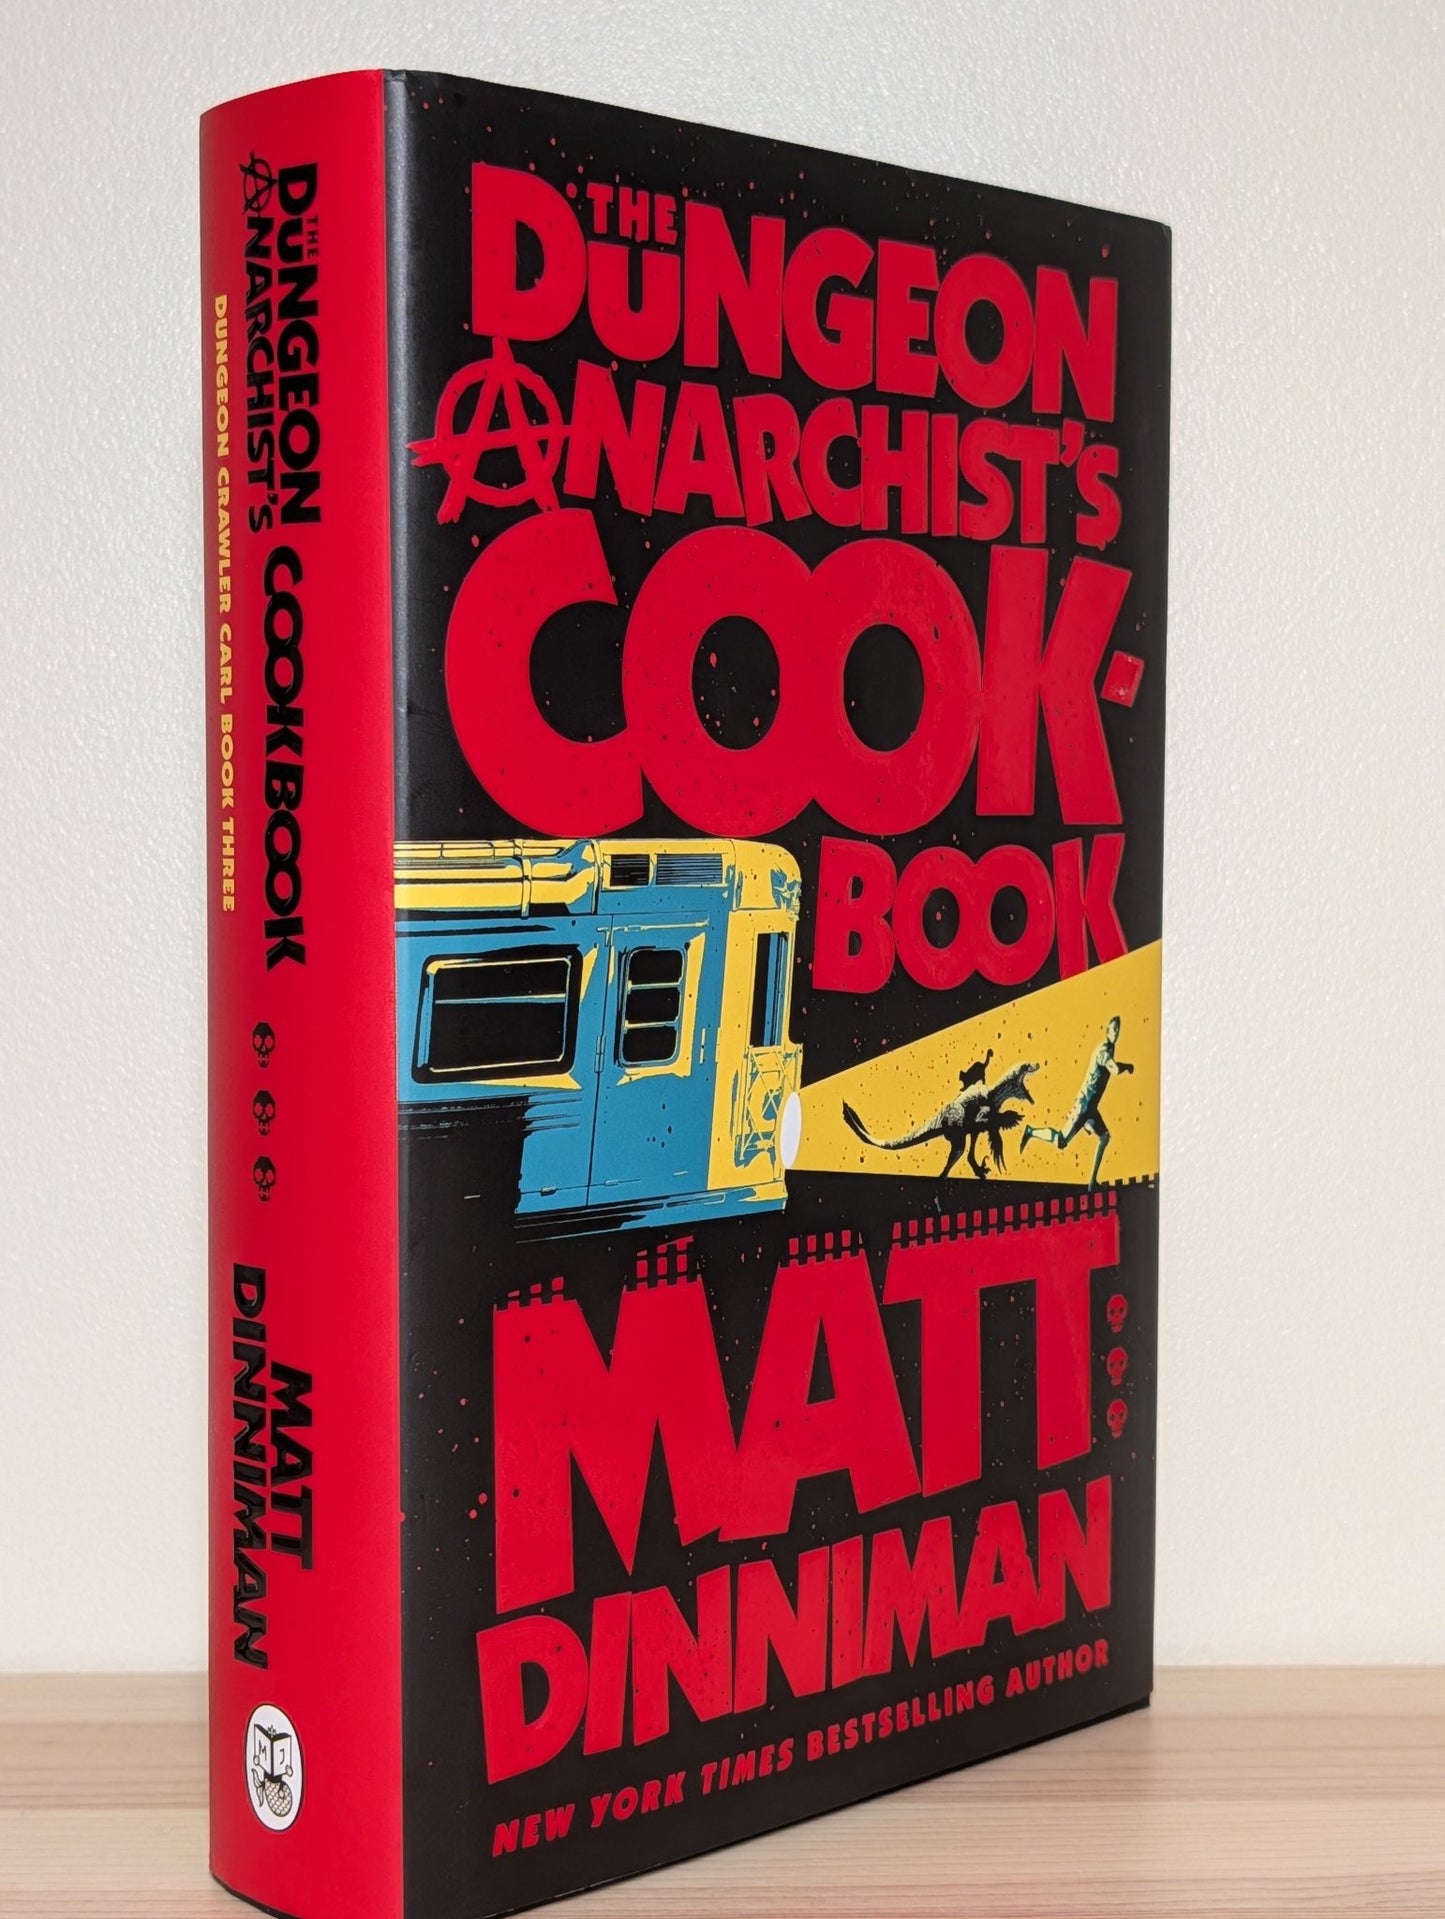 THE
DUNGEON
ANARCHIST'S
COOK-
BOOK
MATT
DINNIMAN
NEW YORK TIMES BESTSELLING AUTHOR
THE
DUNGEON
ANARCHIST'S
COOKBOOK
DUNGEON CRAWLER CARL BOOK THREE
MATT
DINNIMAN
M J